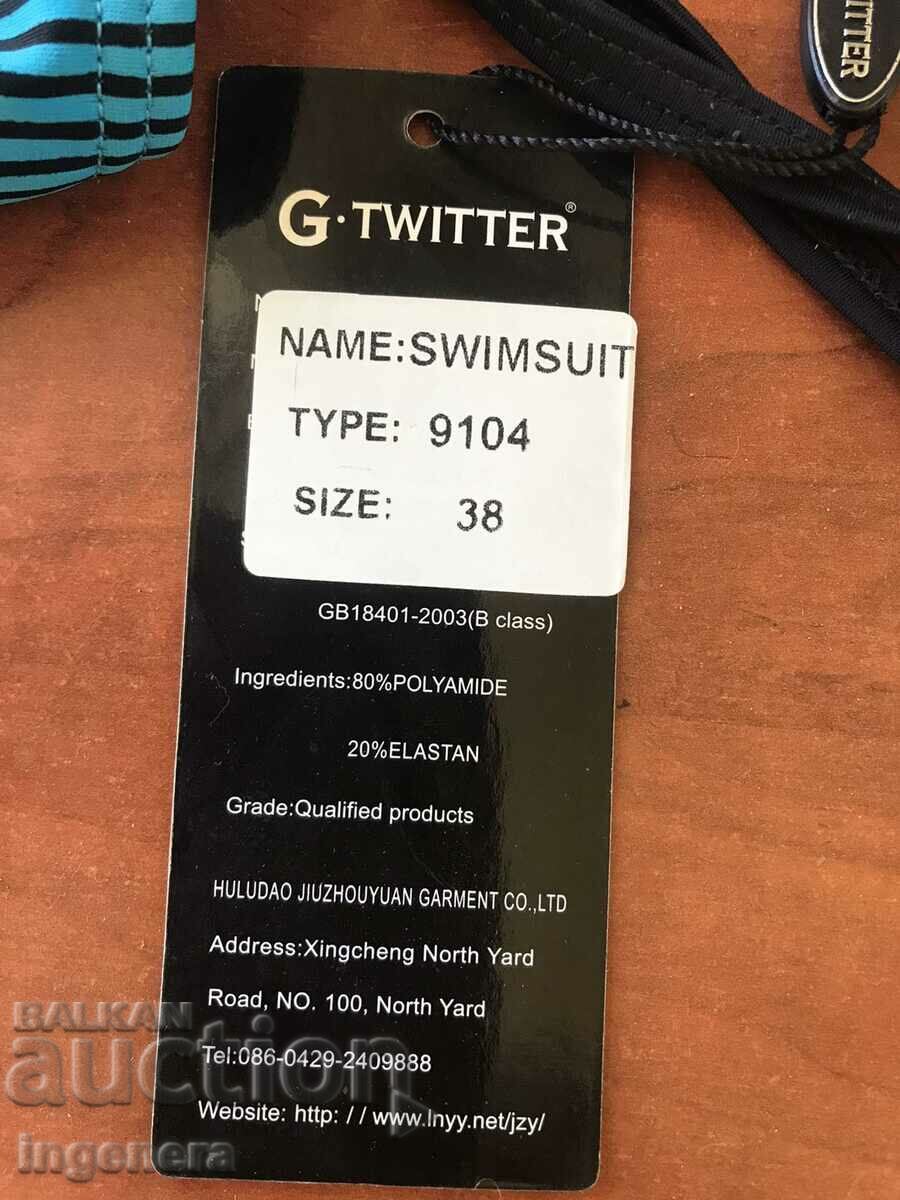 ITTER
G·TWITTER®
NAME:SWIMSUIT
TYPE: 9104
SIZE: 38
GB18401-2003(B class)
Ingredients:80%POLYAMIDE
20%ELASTAN
Grade:Qualified products
HULUDAO JIUZHOUYUAN GARMENT CO.,LTD
Address:Xingcheng North Yard
Road, NO. 100, North Yard
Tel:086-0429-2409888
Website: http: / / www.lnyy.net/jzy/
BALKAN
auction
ingenera